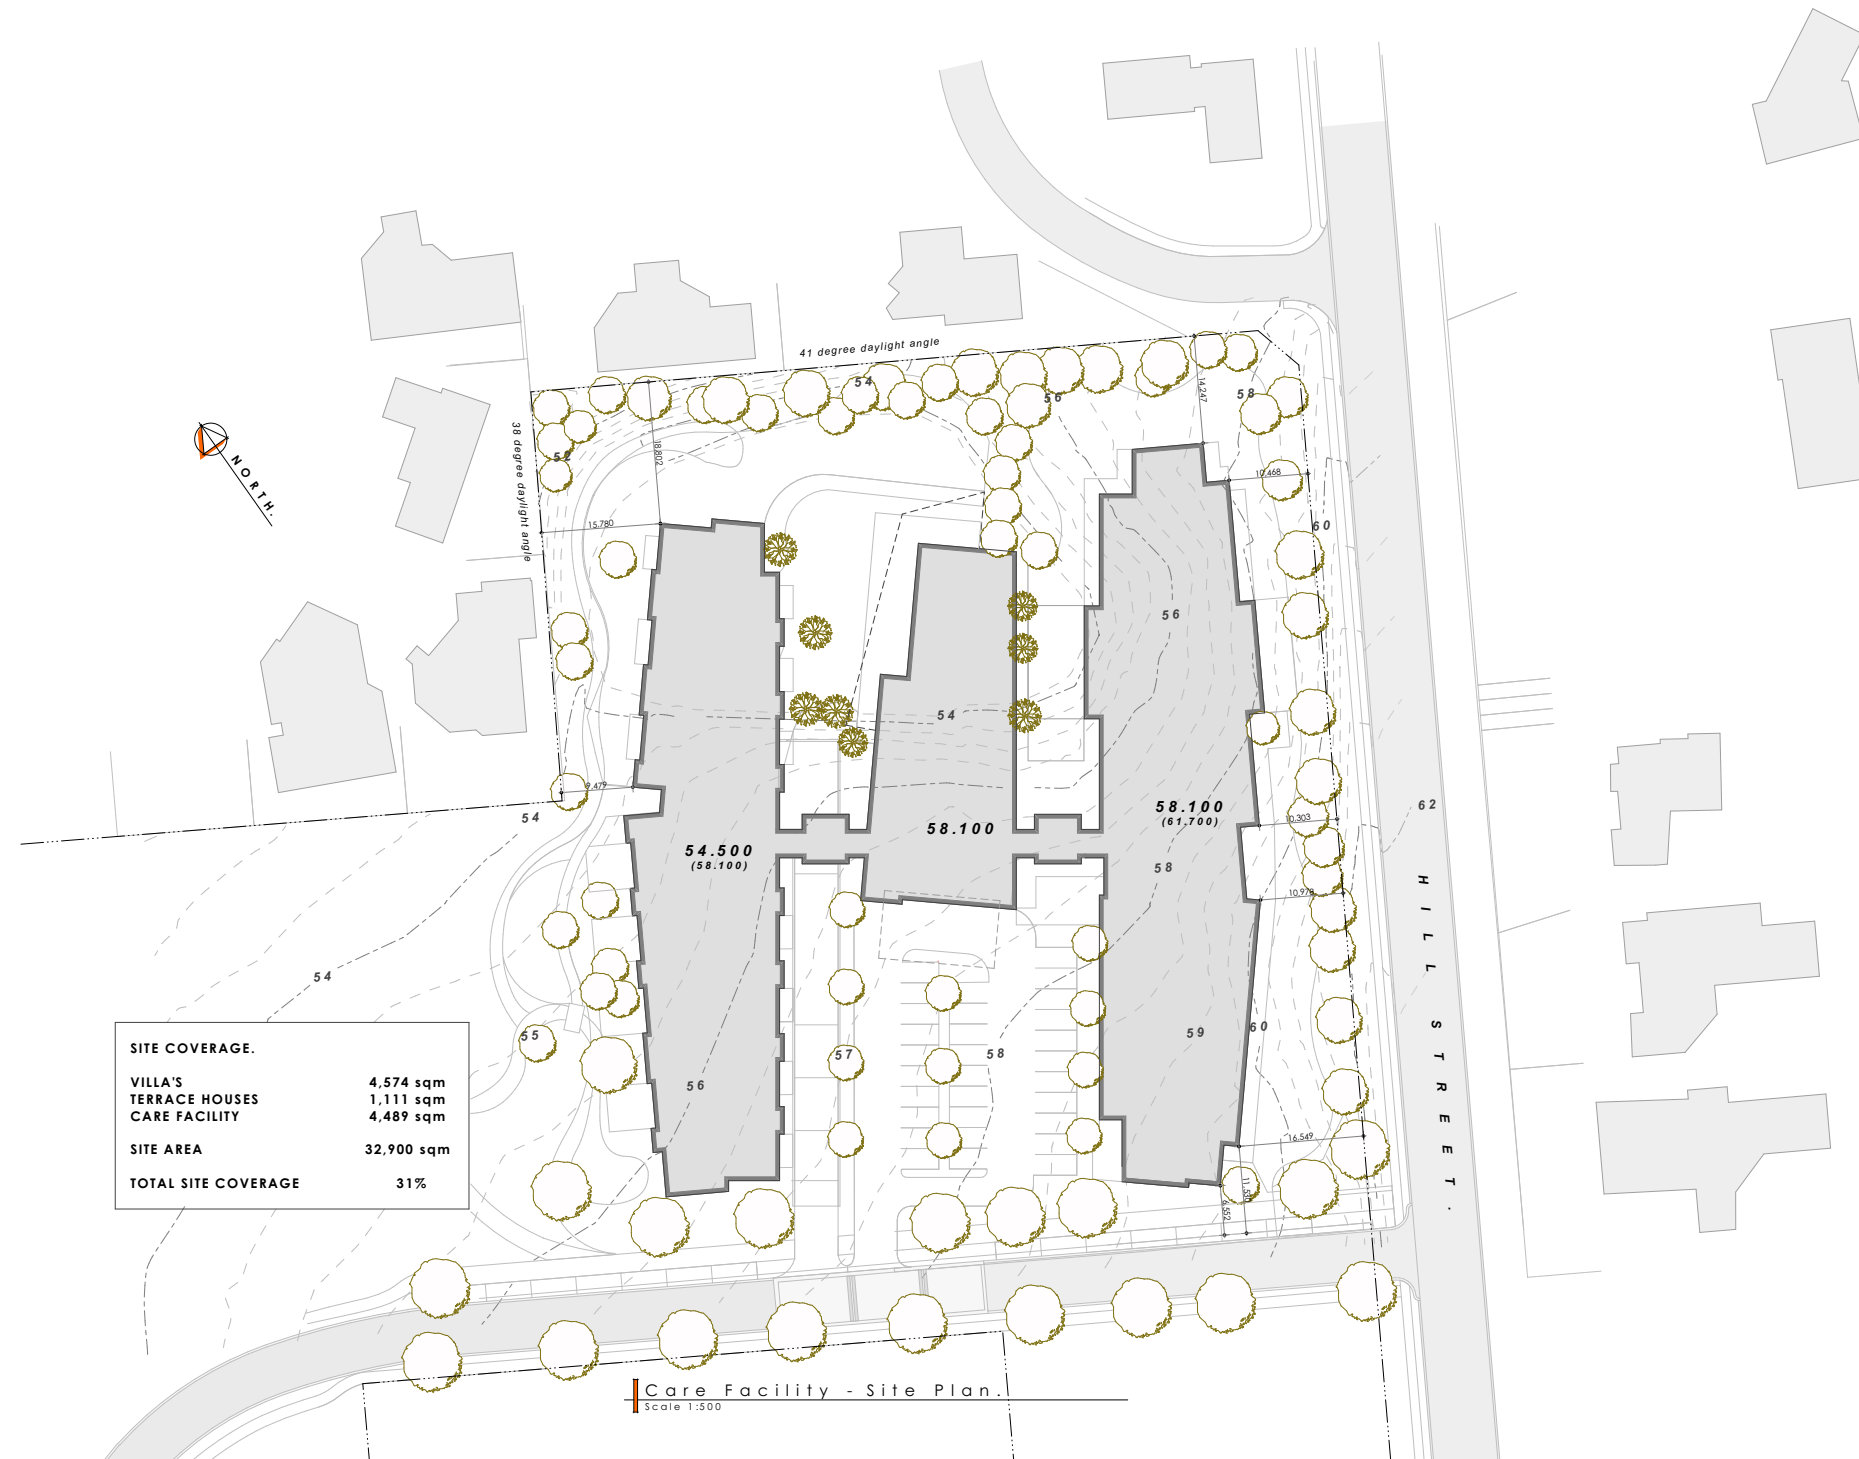 41 degree daylight angle
54
56
58
14.247
38 degree daylight angle
52
18.802
10.468
NORTH.
15.780
60
56
54
9.479
54
58.100
(61.700)
62
10.303
58.100
54.500
(58.100)
58
10.978
HILL STREET.
54
55
57
58
59
60
56
SITE COVERAGE.
VILLA'S 4,574 sqm
TERRACE HOUSES 1,111 sqm
CARE FACILITY 4,489 sqm
SITE AREA 32,900 sqm
TOTAL SITE COVERAGE 31%
16.549
6.552
Care Facility - Site Plan.
Scale 1:500